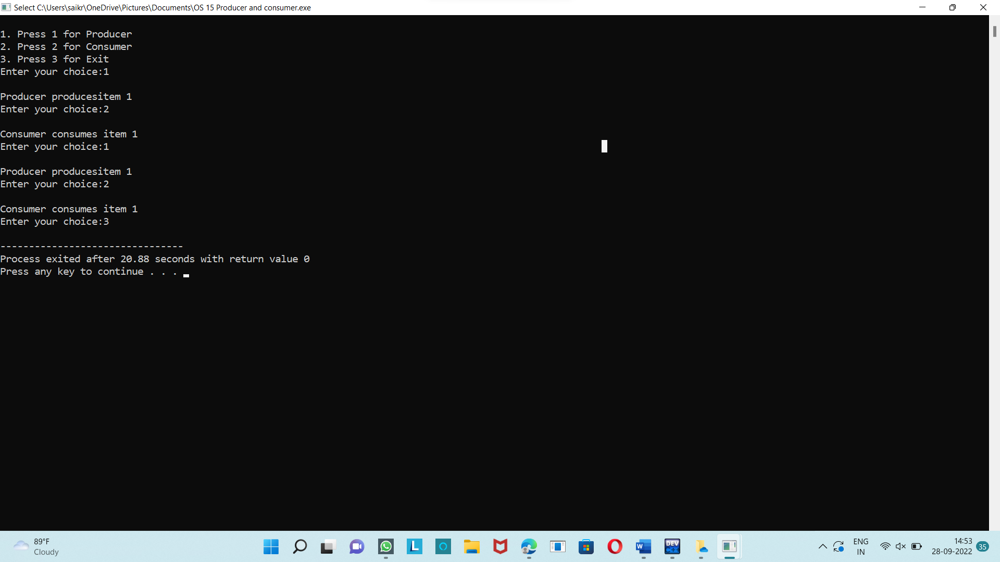 Select C:\Users\saikr\OneDrive\Pictures\Documents\OS 15 Producer and consumer.exe
1. Press 1 for Producer
2. Press 2 for Consumer
3. Press 3 for Exit
Enter your choice:1
Producer producesitem 1
Enter your choice:2
Consumer consumes item 1
Enter your choice:1
Producer producesitem 1
Enter your choice:2
Consumer consumes item 1
Enter your choice:3
--------------------------------
Process exited after 20.88 seconds with return value 0
Press any key to continue . . .
89°F
Cloudy
L
W
DEV
C++
ENG
IN
14:53
28-09-2022
35